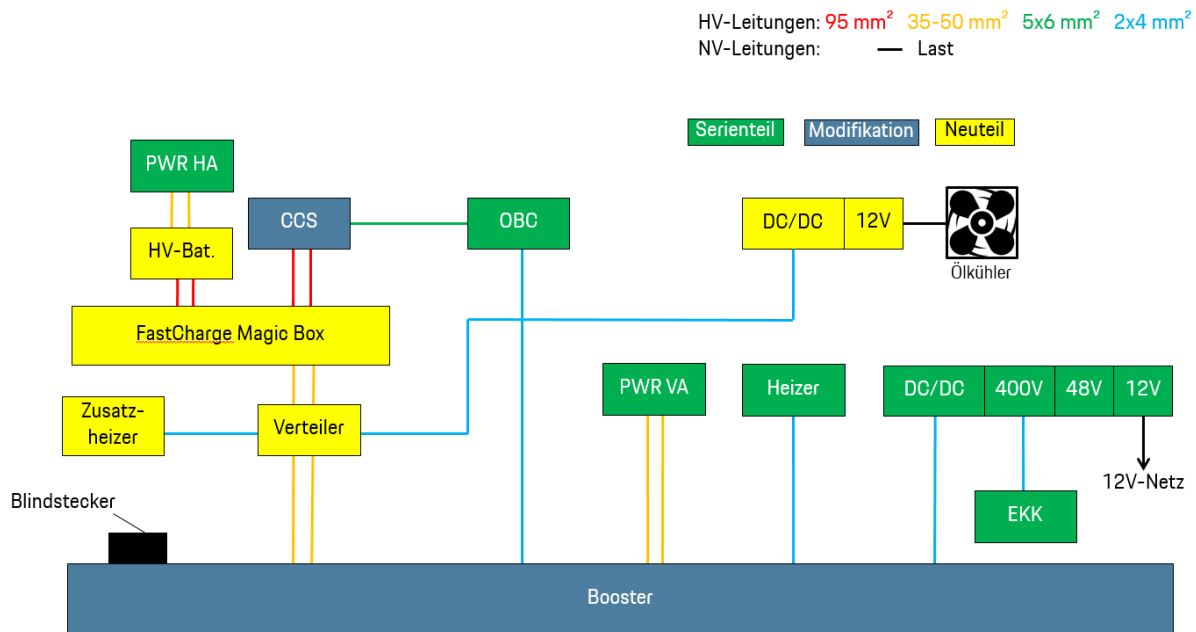 HV-Leitungen: 95 mm² 35-50 mm² 5x6 mm² 2x4 mm²
NV-Leitungen: Last
Serienteil Modifikation Neuteil
PWR HA
CCS OBC DC/DC 12V
HV-Bat.
Ölkühler
FastCharge Magic Box
PWR VA Heizer DC/DC 400V 48V 12V
Zusatz-
heizer
Verteiler
12V-Netz
Blindstecker
EKK
Booster